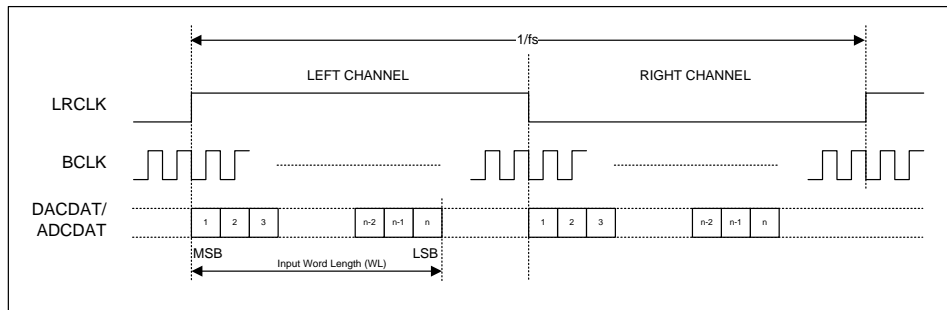 1/fs
LEFT CHANNEL RIGHT CHANNEL
LRCLK
BCLK
DACDAT/
ADCDAT
1 2 3 n-2 n-1 n 1 2 3 n-2 n-1 n
MSB LSB
Input Word Length (WL)